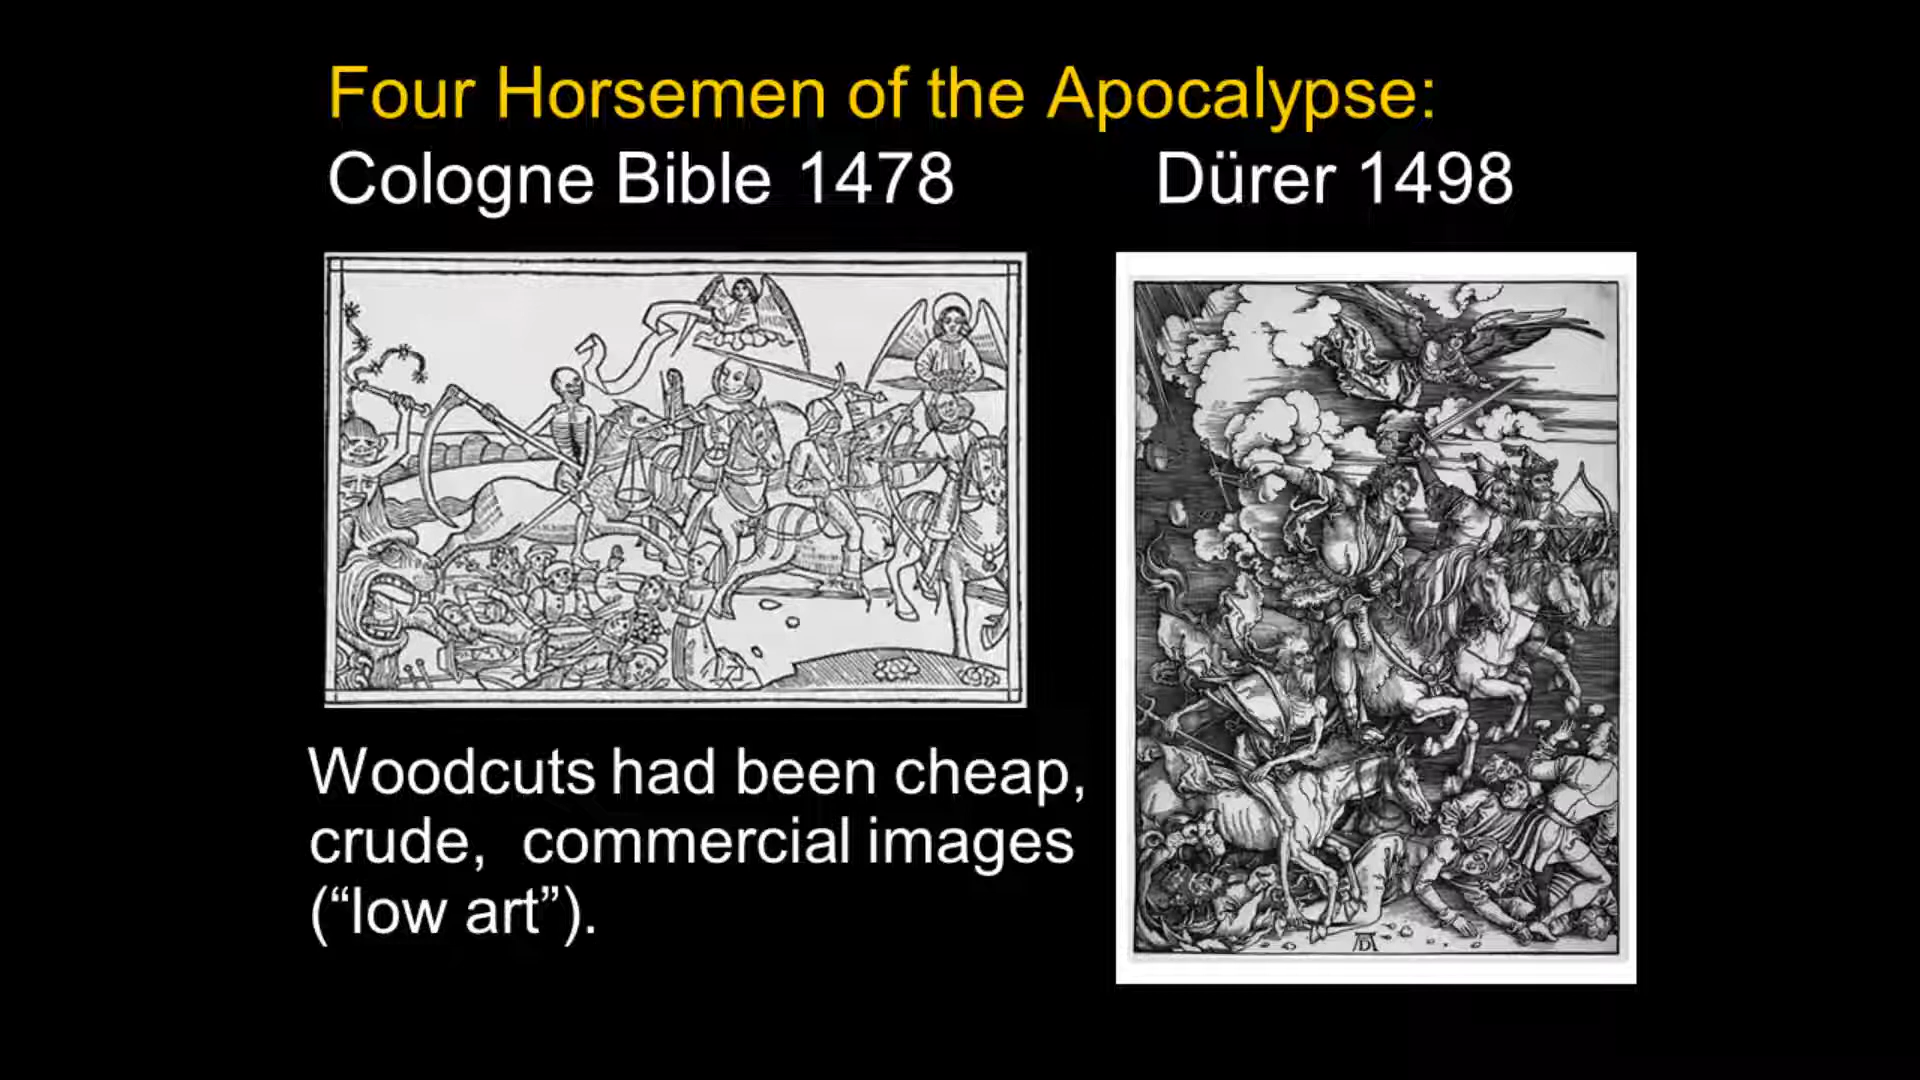 Four Horsemen of the Apocalypse:
Cologne Bible 1478
Dürer 1498
Woodcuts had been cheap,
crude, commercial images
(“low art”).
AD